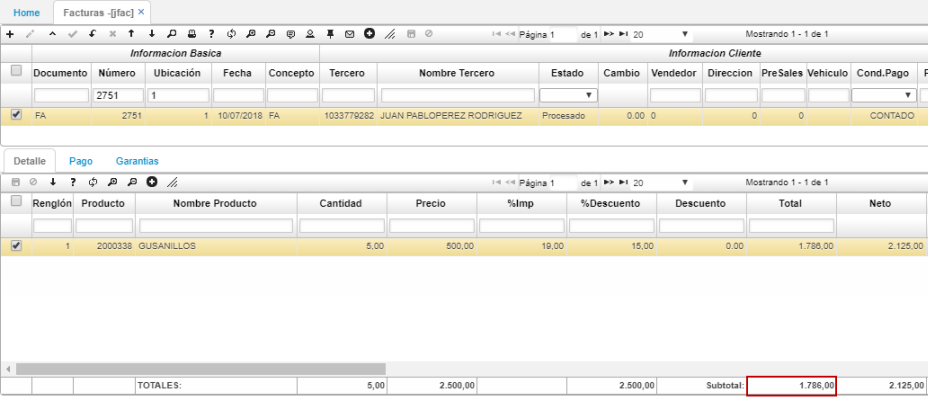 Home Facturas -[jfac] ×
Página 1 de 1 20 Mostrando 1 - 1 de 1
Informacion Basica Informacion Cliente
Documento Número Ubicación Fecha Concepto Tercero Nombre Tercero Estado Cambio Vendedor Direccion PreSales Vehiculo Cond.Pago
2751 1
FA 2751 1 10/07/2018 FA 1033779282 JUAN PABLOPEREZ RODRIGUEZ Procesado 0.00 0 0 0 CONTADO
Detalle Pago Garantias
Página 1 de 1 20 Mostrando 1 - 1 de 1
Renglón Producto Nombre Producto Cantidad Precio %Imp %Descuento Descuento Total Neto
1 2000338 GUSANILLOS 5,00 500,00 19,00 15,00 0.00 1.786,00 2.125,00
TOTALES: 5,00 2.500,00 2.500,00 Subtotal: 1.786,00 2.125,00